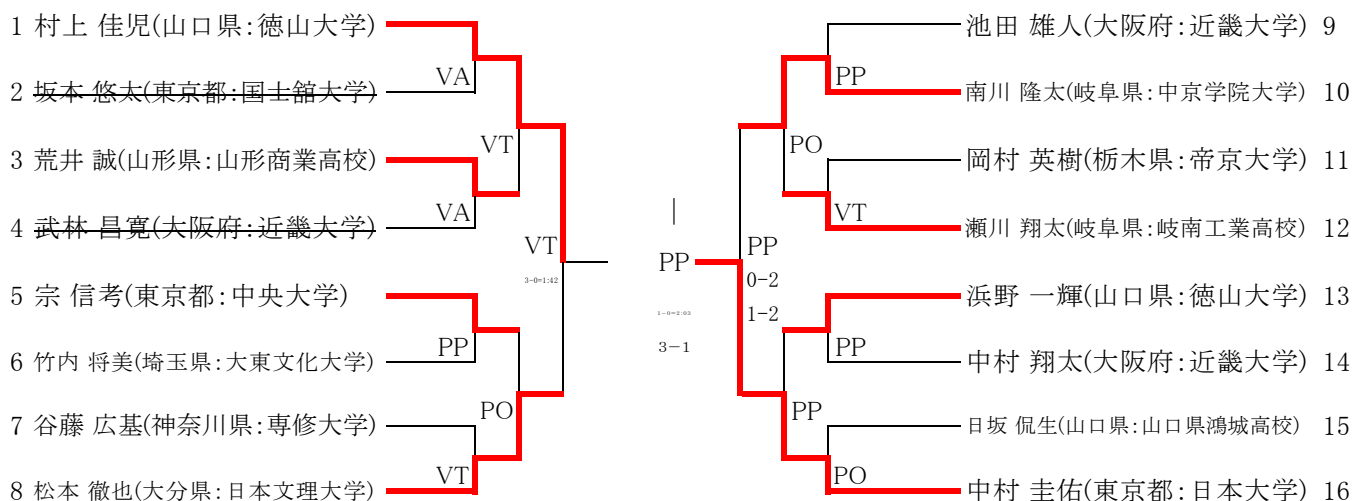 1 村上 佳児(山口県:徳山大学)
VA
2 坂本 悠太(東京都:国士舘大学)
VT
3 荒井 誠(山形県:山形商業高校)
VA
4 武林 昌寛(大阪府:近畿大学)
VT
3-0=1:42
5 宗 信考(東京都:中央大学)
PP
6 竹内 将美(埼玉県:大東文化大学)
PO
7 谷藤 広基(神奈川県:専修大学)
VT
8 松本 徹也(大分県:日本文理大学)
|
PP
1-0=2:03
3-1
池田 雄人(大阪府:近畿大学) 9
PP
南川 隆太(岐阜県:中京学院大学) 10
PO
岡村 英樹(栃木県:帝京大学) 11
VT
瀬川 翔太(岐阜県:岐南工業高校) 12
PP
0-2
1-2
浜野 一輝(山口県:徳山大学) 13
PP
中村 翔太(大阪府:近畿大学) 14
PP
日坂 侃生(山口県:山口県鴻城高校) 15
PO
中村 圭佑(東京都:日本大学) 16